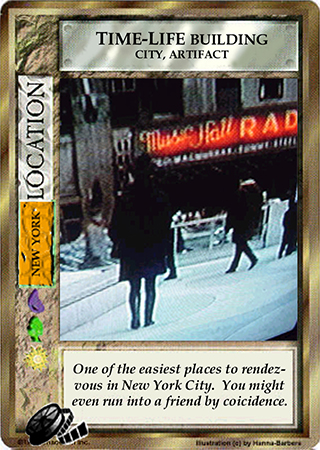 TIME-LIFE BUILDING
CITY, ARTIFACT
LOCATION
NEW YORK
Music Hall RAD
One of the easiest places to rendez-
vous in New York City. You might
even run into a friend by coicidence.
Inc.
Illustration (c) by Hanna-Barbera